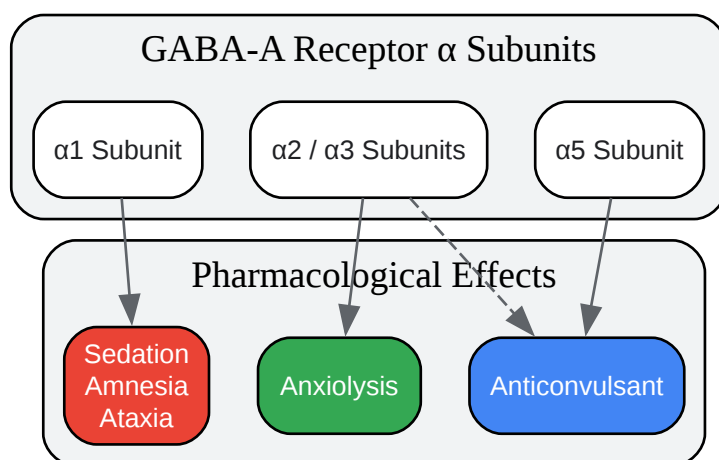 GABA-A Receptor α Subunits
α1 Subunit
α2 / α3 Subunits
α5 Subunit
Pharmacological Effects
Sedation
Amnesia
Ataxia
Anxiolysis
Anticonvulsant